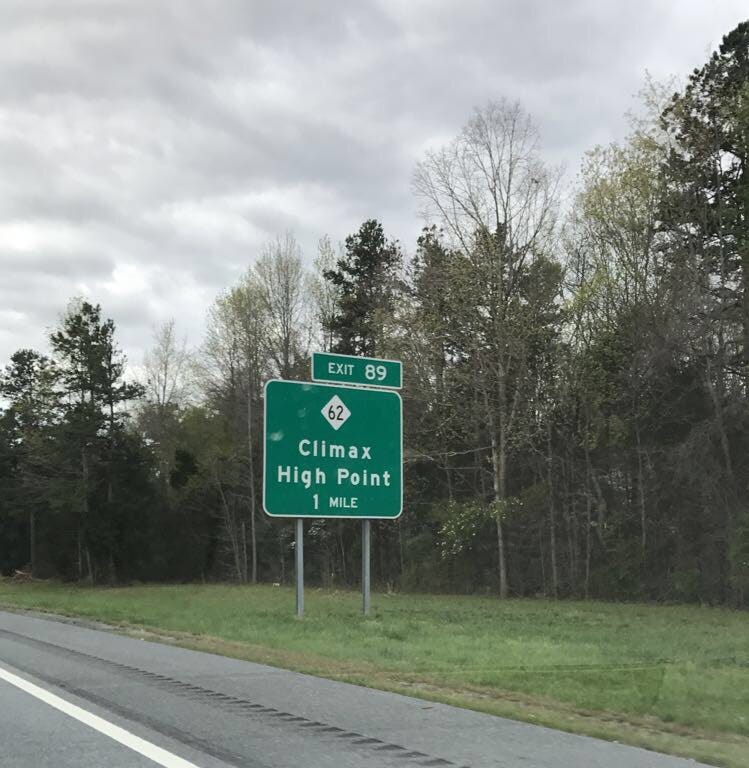 EXIT 89
62
Climax
High Point
1 MILE